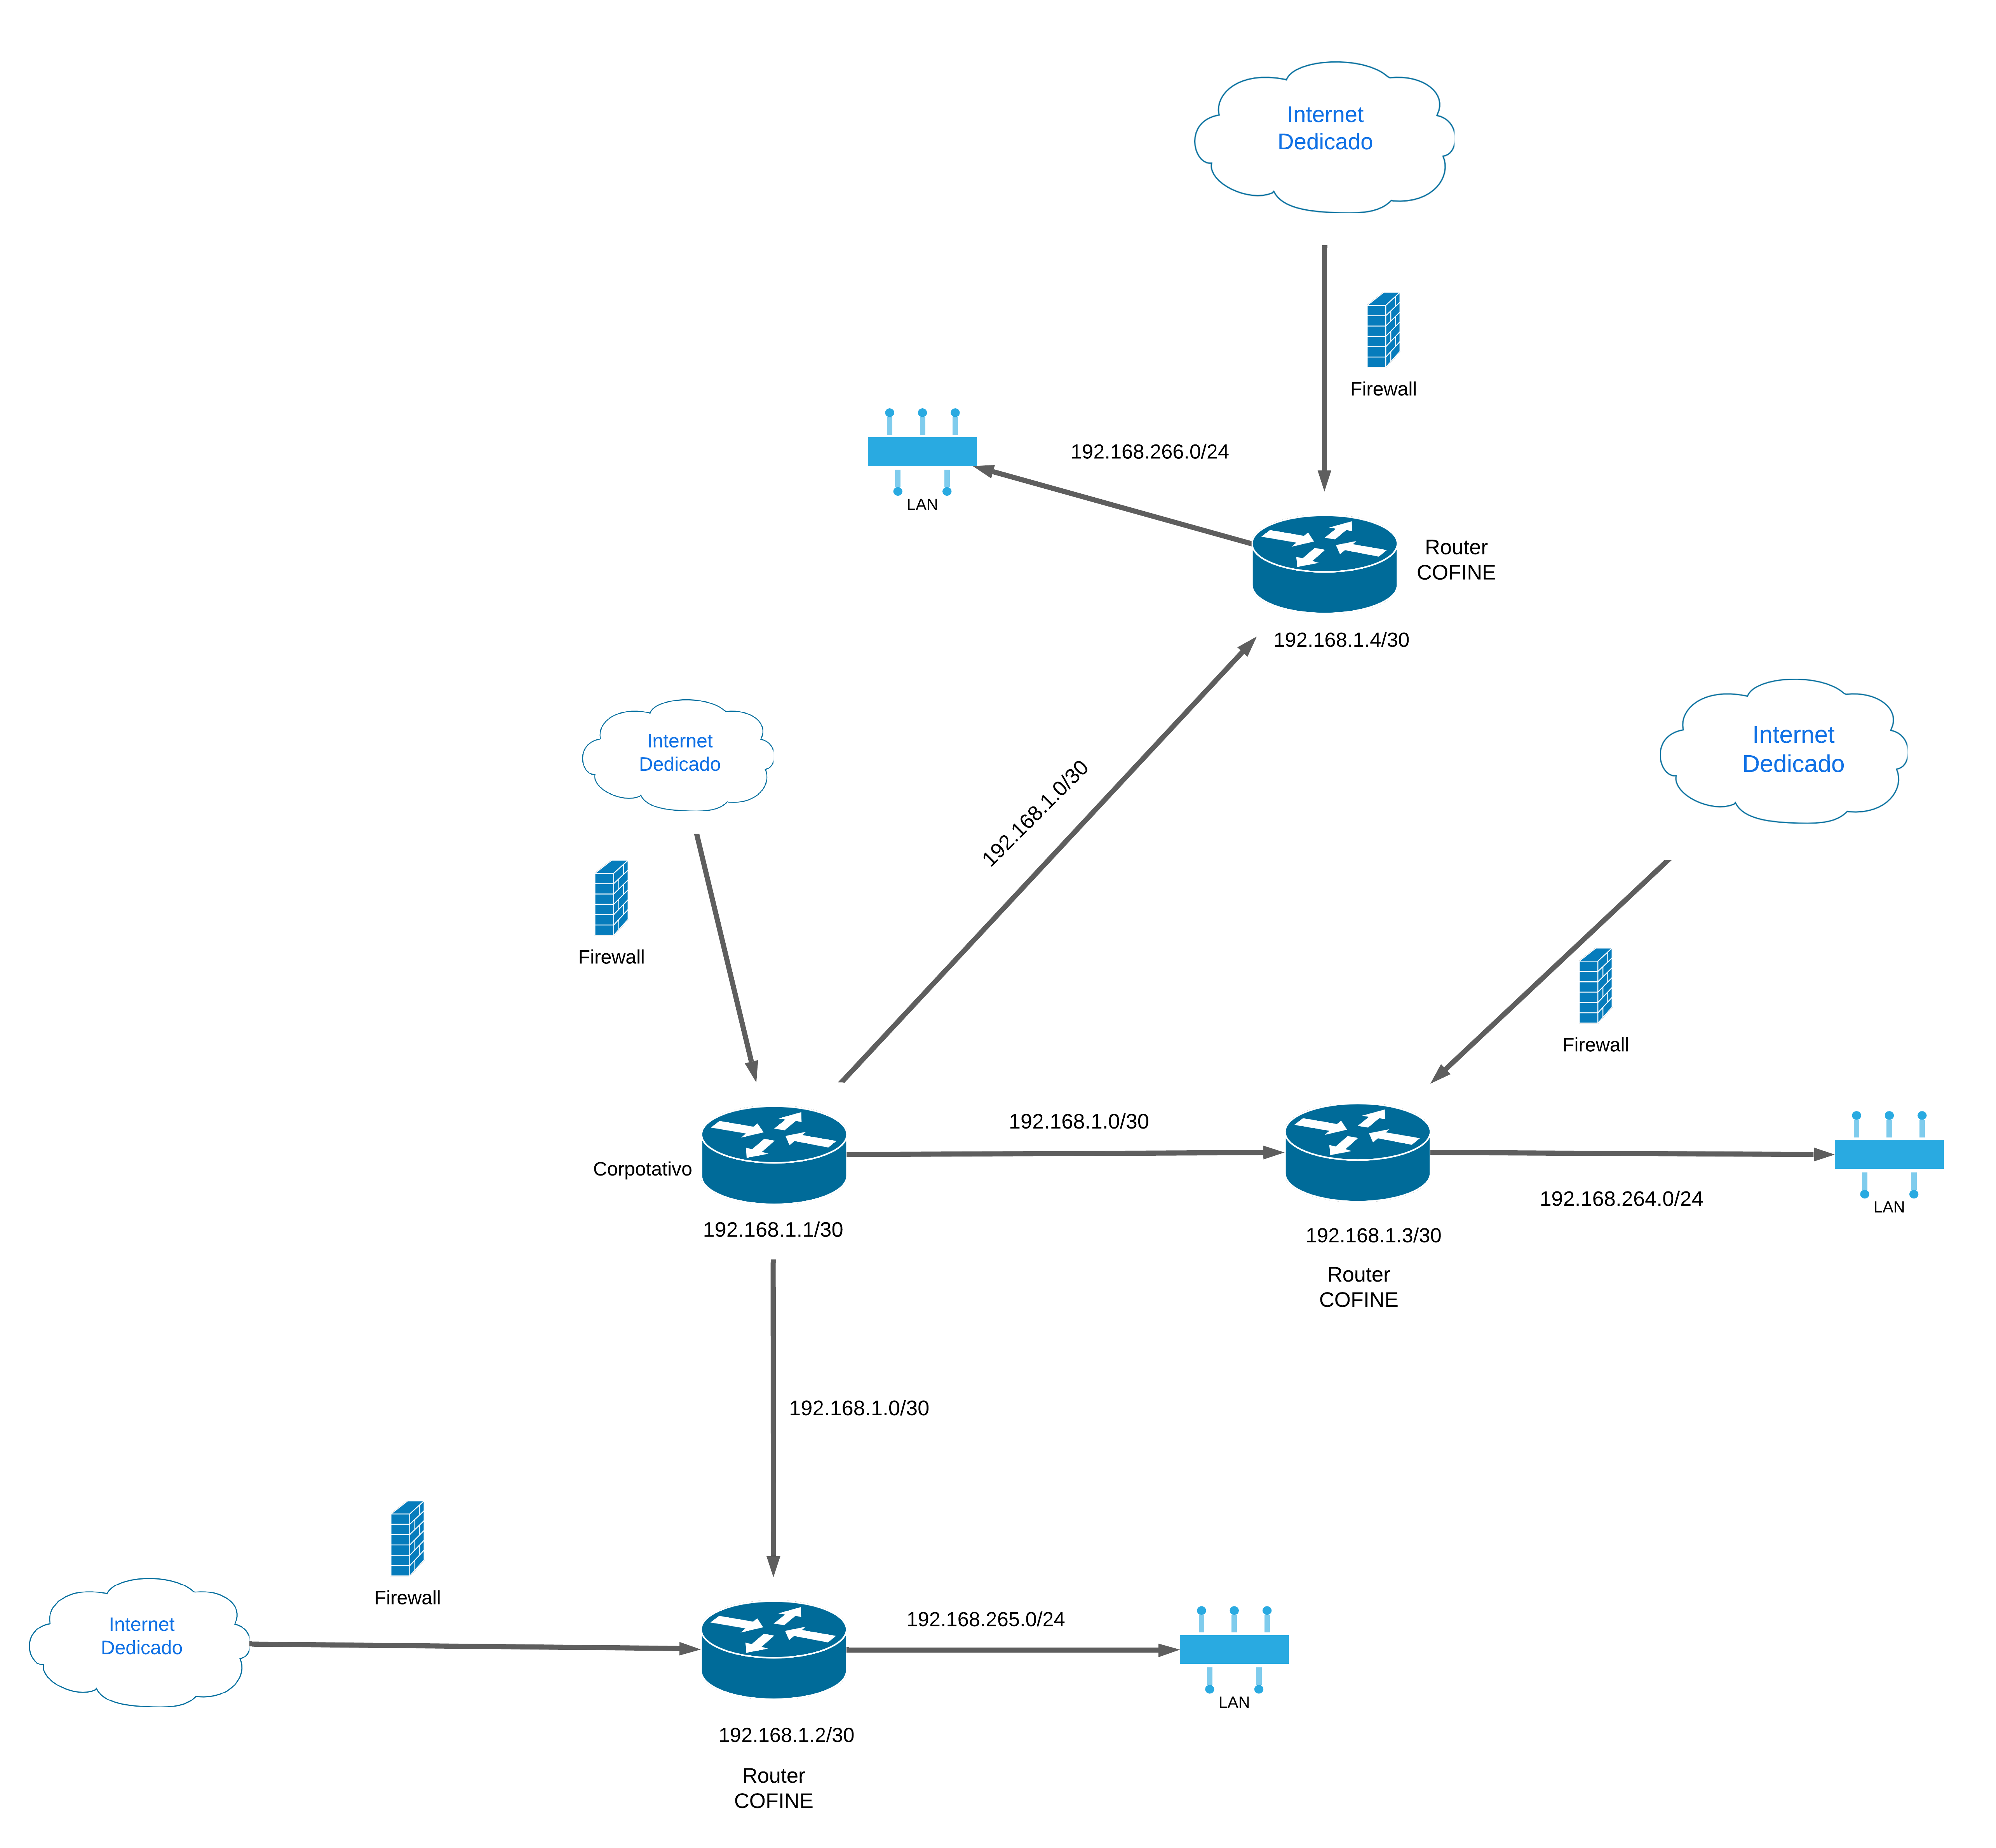 Internet
Dedicado
Firewall
192.168.266.0/24
LAN
Router
COFINE
192.168.1.4/30
Internet
Dedicado
Internet
Dedicado
192.168.1.0/30
Firewall
Firewall
192.168.1.0/30
Corpotativo
192.168.1.1/30
192.168.264.0/24
LAN
192.168.1.3/30
Router
COFINE
192.168.1.0/30
Firewall
Internet
Dedicado
192.168.265.0/24
LAN
192.168.1.2/30
Router
COFINE